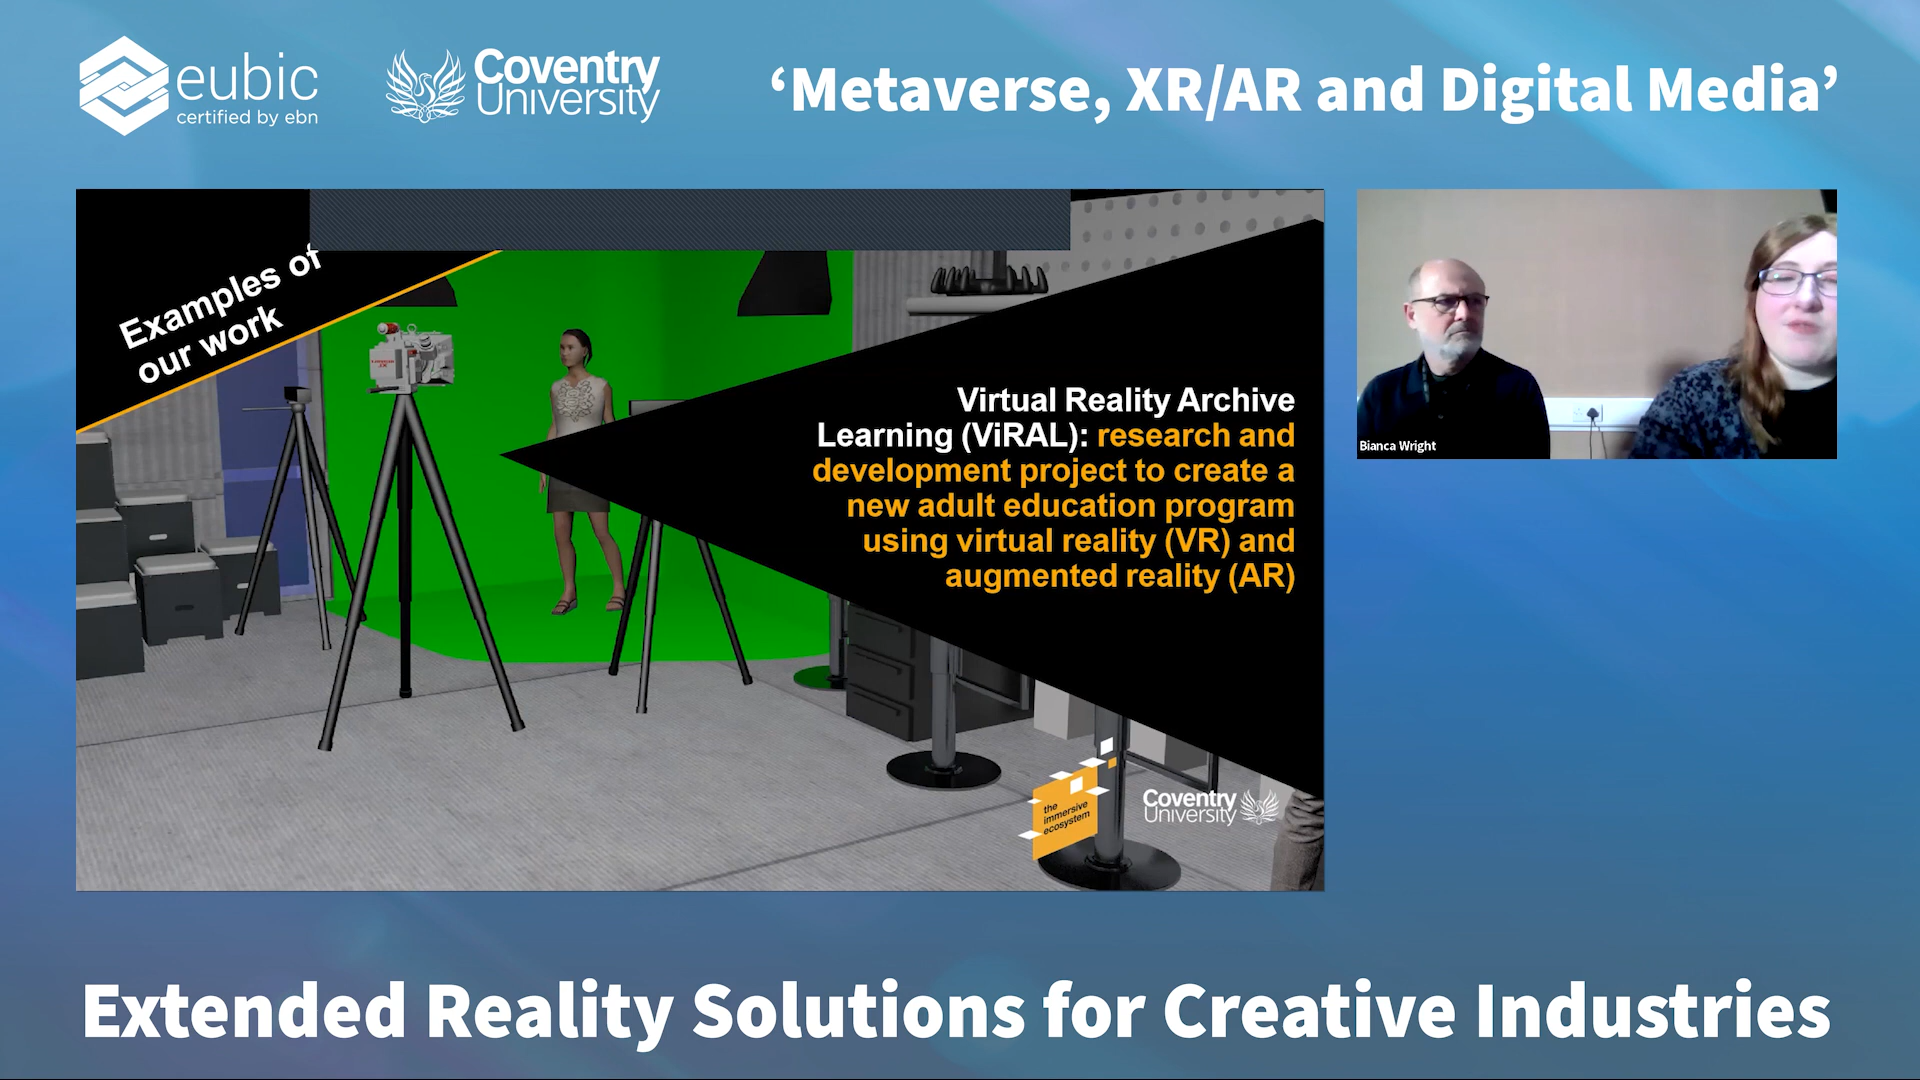 eubic
certified by ebn
Coventry
University
‘Metaverse, XR/AR and Digital Media’
Examples of
our work
Virtual Reality Archive
Learning (ViRAL): research and
development project to create a
new adult education program
using virtual reality (VR) and
augmented reality (AR)
the
immersive
ecosystem
Coventry
University
Bianca Wright
Extended Reality Solutions for Creative Industries